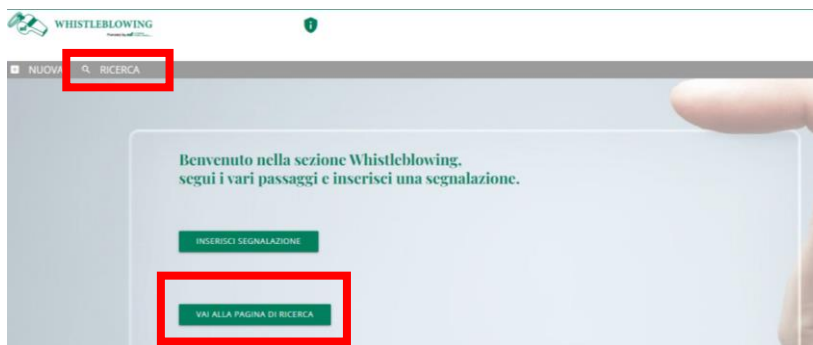 WHISTLEBLOWING
NUOVA RICERCA
Benvenuto nella sezione Whistleblowing,
segui i vari passaggi e inserisci una segnalazione.
INSERISCI SEGNALAZIONE
VAI ALLA PAGINA DI RICERCA